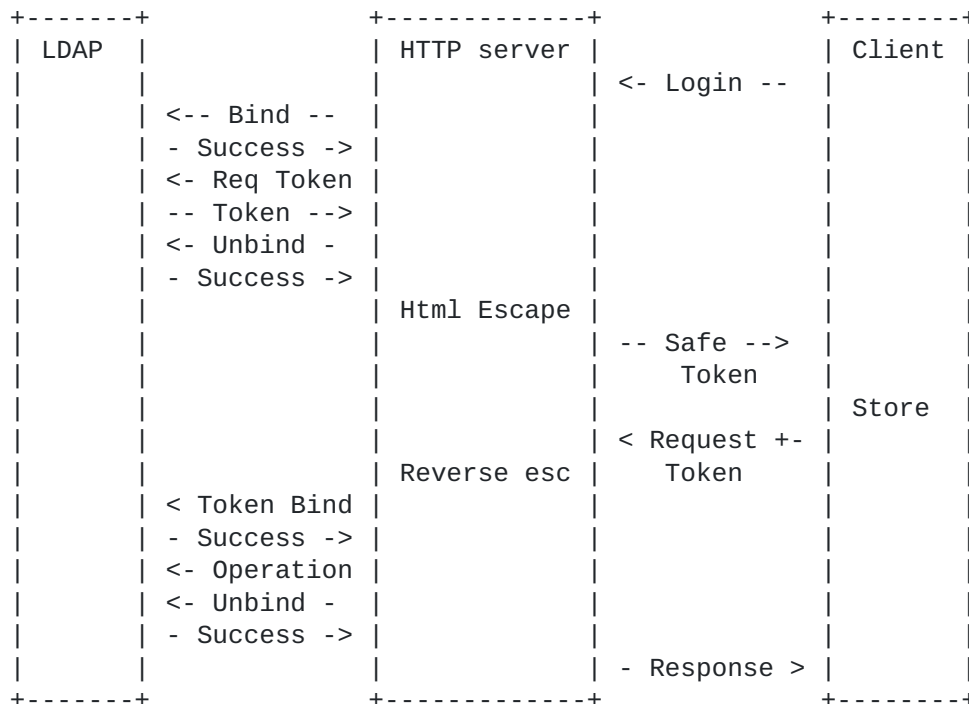 +-------+               +-------------+               +--------+
| LDAP  |               | HTTP server |               | Client |
|       |               |             | <- Login --   |        |
|       | <-- Bind --   |             |               |        |
|       | - Success ->  |             |               |        |
|       | <- Req Token  |             |               |        |
|       | -- Token -->  |             |               |        |
|       | <- Unbind -   |             |               |        |
|       | - Success ->  |             |               |        |
|       |               | Html Escape |               |        |
|       |               |             | -- Safe -->   |        |
|       |               |             |     Token     |        |
|       |               |             |               | Store  |
|       |               |             | < Request +-  |        |
|       |               | Reverse esc |    Token      |        |
|       | < Token Bind  |             |               |        |
|       | - Success ->  |             |               |        |
|       | <- Operation  |             |               |        |
|       | <- Unbind -   |             |               |        |
|       | - Success ->  |             |               |        |
|       |               |             | - Response >  |        |
+-------+               +-------------+               +--------+